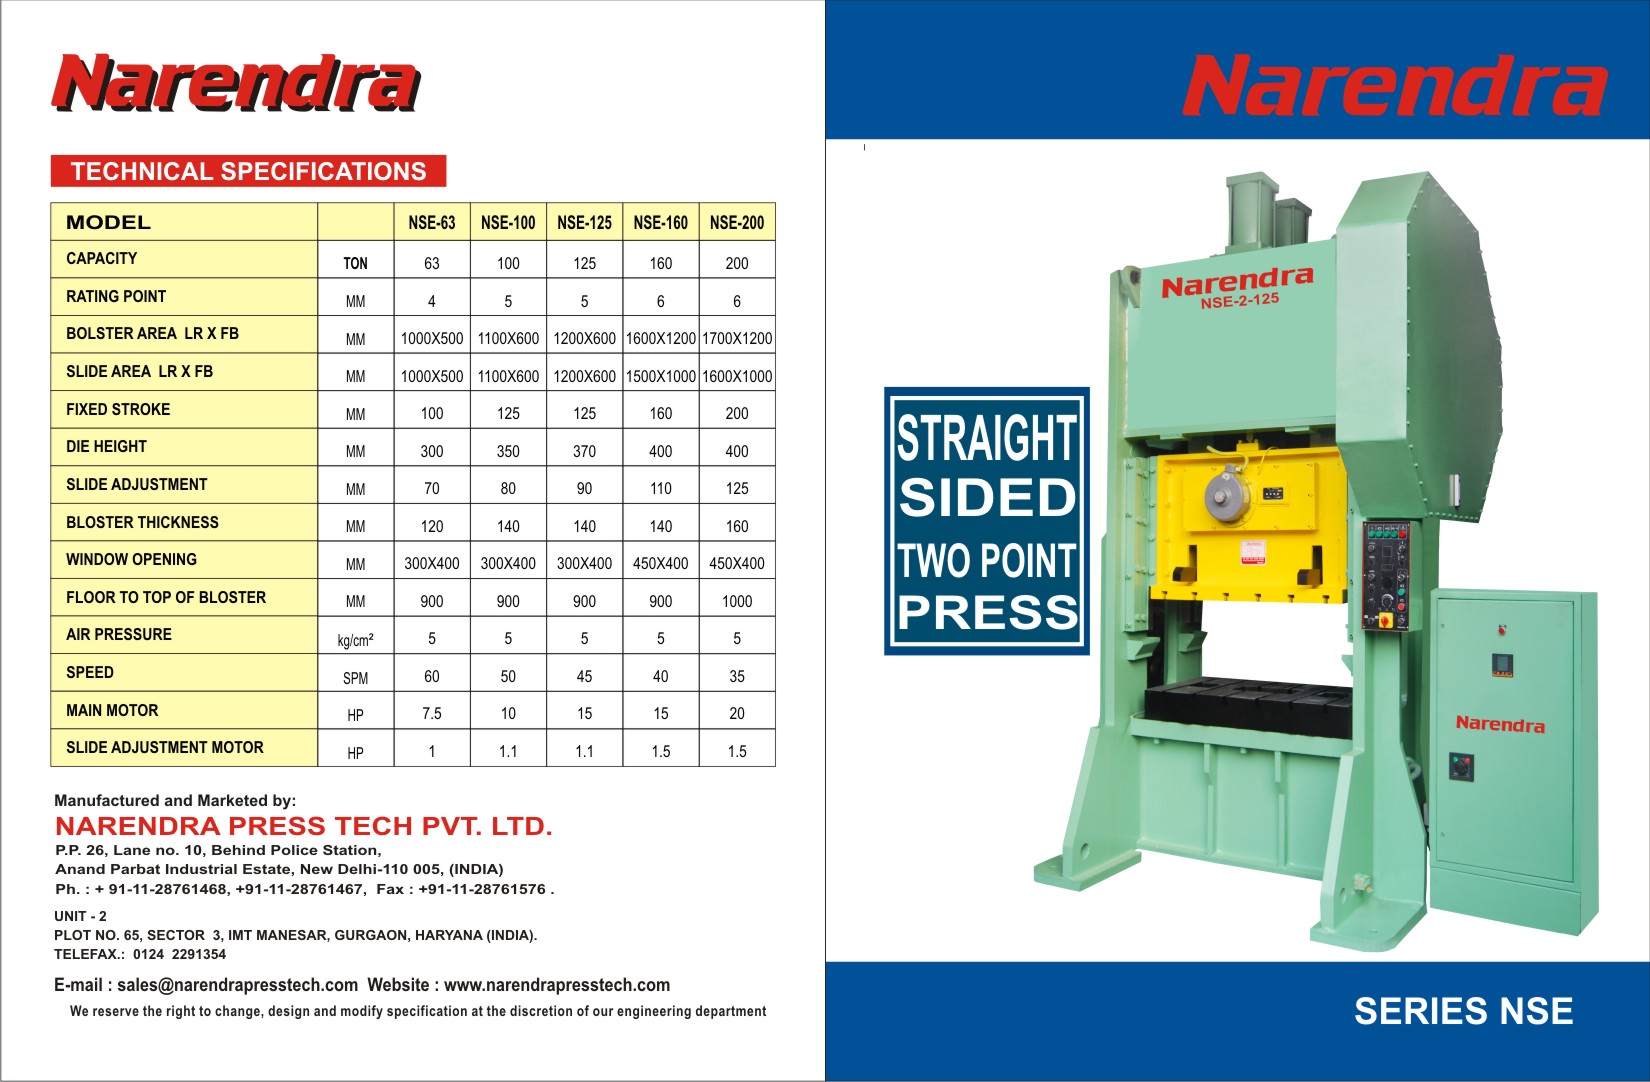 Narendra
TECHNICAL SPECIFICATIONS
MODEL NSE-63 NSE-100 NSE-125 NSE-160 NSE-200
CAPACITY TON 63 100 125 160 200
RATING POINT MM 4 5 5 6 6
BOLSTER AREA LR X FB MM 1000X500 1100X600 1200X600 1600X1200 1700X1200
SLIDE AREA LR X FB MM 1000X500 1100X600 1200X600 1500X1000 1600X1000
FIXED STROKE MM 100 125 125 160 200
DIE HEIGHT MM 300 350 370 400 400
SLIDE ADJUSTMENT MM 70 80 90 110 125
BLOSTER THICKNESS MM 120 140 140 140 160
WINDOW OPENING MM 300X400 300X400 300X400 450X400 450X400
FLOOR TO TOP OF BLOSTER MM 900 900 900 900 1000
AIR PRESSURE kg/cm² 5 5 5 5 5
SPEED SPM 60 50 45 40 35
MAIN MOTOR HP 7.5 10 15 15 20
SLIDE ADJUSTMENT MOTOR HP 1 1.1 1.1 1.5 1.5
Manufactured and Marketed by:
NARENDRA PRESS TECH PVT. LTD.
P.P. 26, Lane no. 10, Behind Police Station,
Anand Parbat Industrial Estate, New Delhi-110 005, (INDIA)
Ph. : + 91-11-28761468, +91-11-28761467, Fax : +91-11-28761576 .
UNIT - 2
PLOT NO. 65, SECTOR 3, IMT MANESAR, GURGAON, HARYANA (INDIA).
TELEFAX.: 0124 2291354
E-mail : sales@narendrapresstech.com Website : www.narendrapresstech.com
We reserve the right to change, design and modify specification at the discretion of our engineering department
Narendra
Narendra
NSE-2-125
STRAIGHT
SIDED
TWO POINT
PRESS
Narendra
SERIES NSE